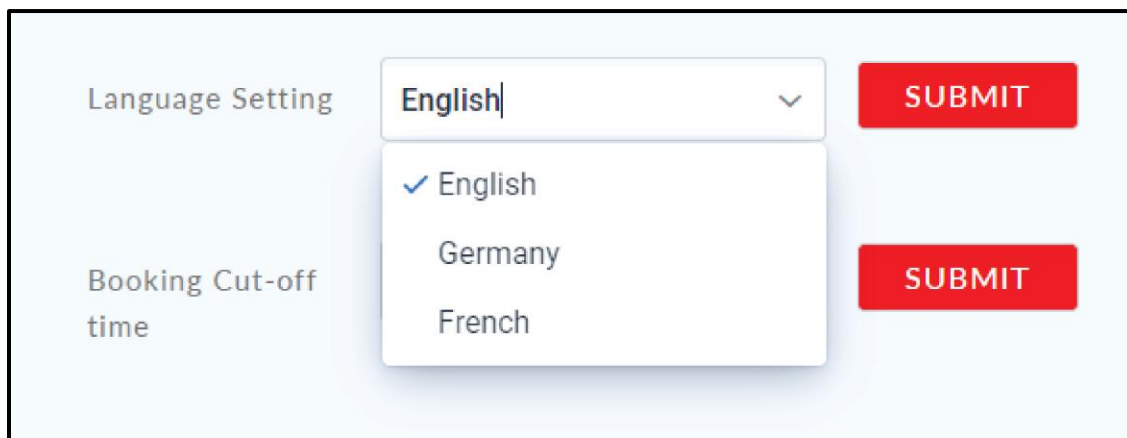 Language Setting
English
SUBMIT
English
Germany
French
Booking Cut-off
time
SUBMIT